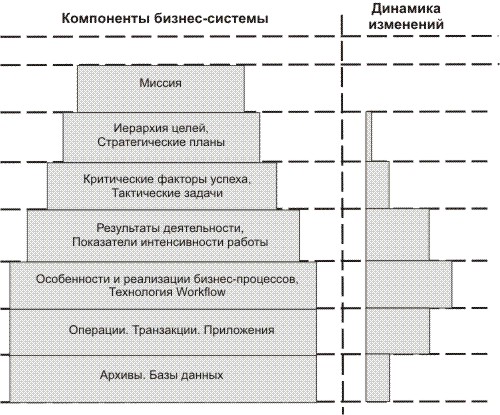 Компоненты бизнес-системы
Динамика
изменений
Миссия
Иерархия целей,
Стратегические планы
Критические факторы успеха,
Тактические задачи
Результаты деятельности,
Показатели интенсивности работы
Особенности и реализации бизнес-процессов,
Технология Workflow
Операции. Транзакции. Приложения
Архивы. Базы данных